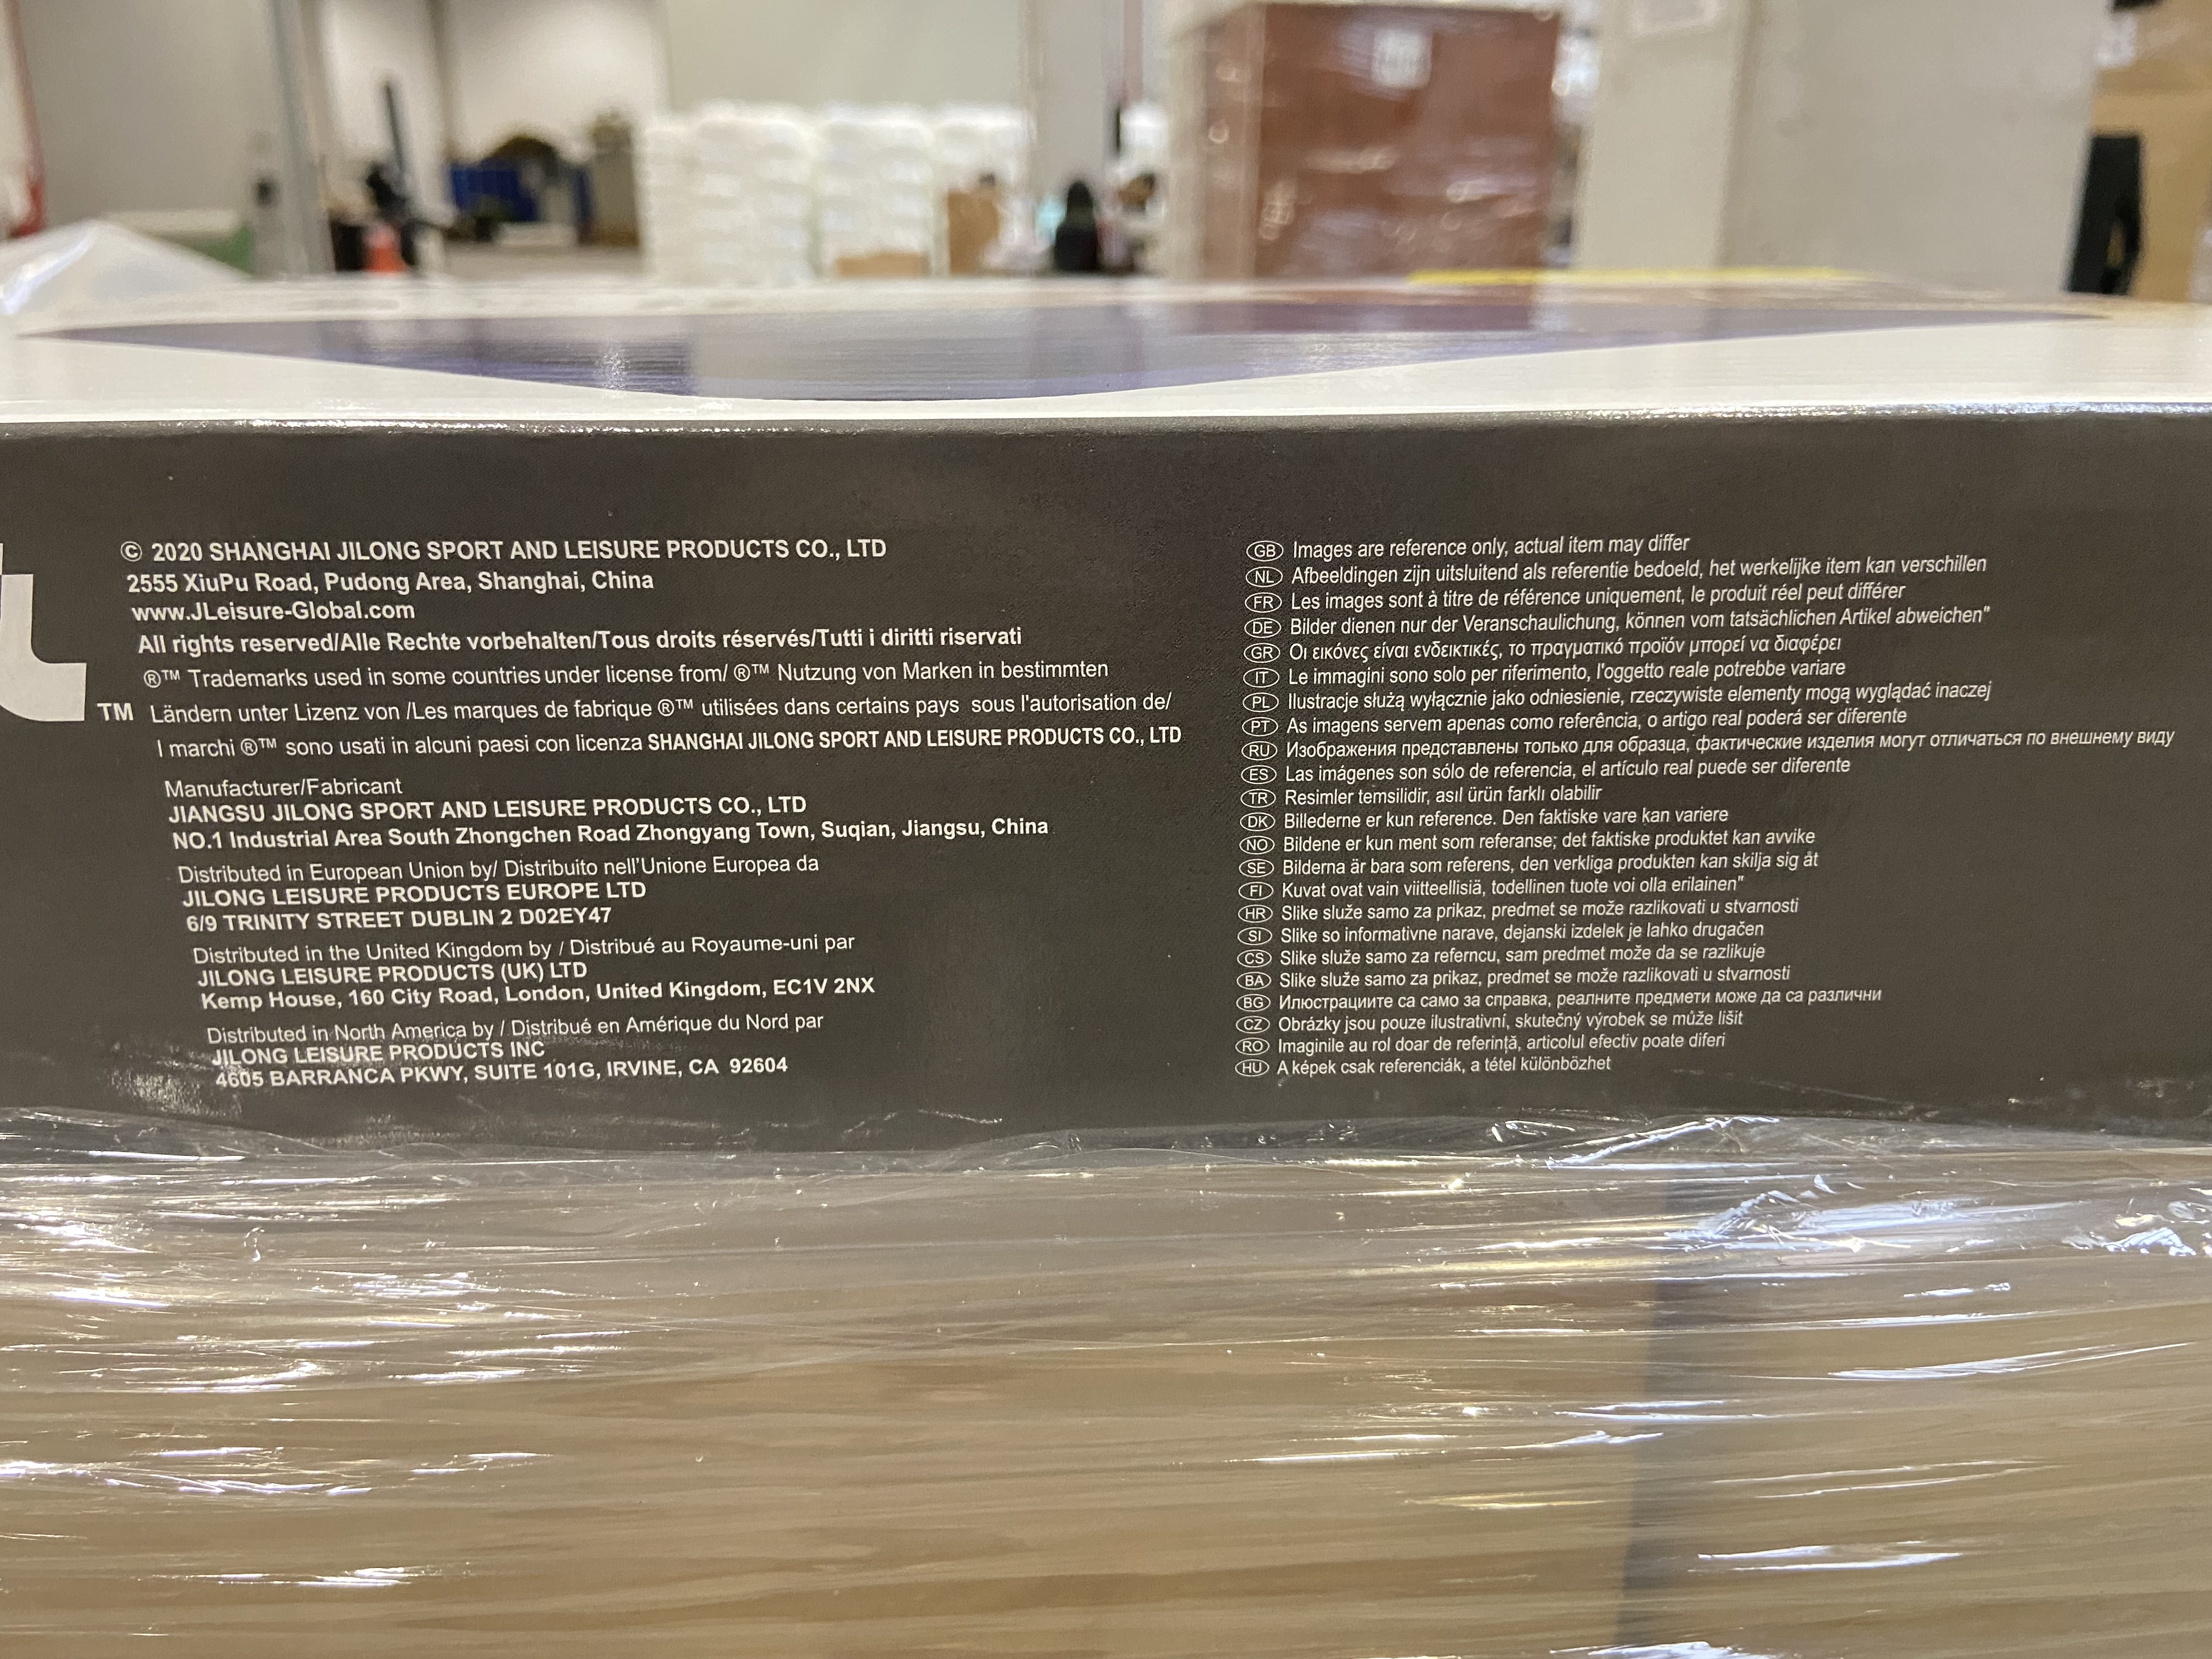 © 2020 SHANGHAI JILONG SPORT AND LEISURE PRODUCTS CO., LTD
2555 XiuPu Road, Pudong Area, Shanghai, China
www.JLeisure-Global.com
All rights reserved/Alle Rechte vorbehalten/Tous droits réservés/Tutti i diritti riservati
®™ Trademarks used in some countries under license from/ ®™ Nutzung von Marken in bestimmten
TM Ländern unter Lizenz von /Les marques de fabrique ®™ utilisées dans certains pays sous l'autorisation de/
I marchi ®™ sono usati in alcuni paesi con licenza SHANGHAI JILONG SPORT AND LEISURE PRODUCTS CO., LTD
Manufacturer/Fabricant
JIANGSU JILONG SPORT AND LEISURE PRODUCTS CO., LTD
NO.1 Industrial Area South Zhongchen Road Zhongyang Town, Suqian, Jiangsu, China
Distributed in European Union by/ Distribuito nell'Unione Europea da
JILONG LEISURE PRODUCTS EUROPE LTD
6/9 TRINITY STREET DUBLIN 2 D02EY47
Distributed in the United Kingdom by / Distribué au Royaume-uni par
JILONG LEISURE PRODUCTS (UK) LTD
Kemp House, 160 City Road, London, United Kingdom, EC1V 2NX
Distributed in North America by / Distribué en Amérique du Nord par
JILONG LEISURE PRODUCTS INC
4605 BARRANCA PKWY, SUITE 101G, IRVINE, CA 92604
GB Images are reference only, actual item may differ
NL Afbeeldingen zijn uitsluitend als referentie bedoeld, het werkelijke item kan verschillen
FR Les images sont à titre de référence uniquement, le produit réel peut différer
DE Bilder dienen nur der Veranschaulichung, können vom tatsächlichen Artikel abweichen"
GR Οι εικόνες είναι ενδεικτικές, το πραγματικό προϊόν μπορεί να διαφέρει
IT Le immagini sono solo per riferimento, l'oggetto reale potrebbe variare
PL Ilustracje służą wyłącznie jako odniesienie, rzeczywiste elementy mogą wyglądać inaczej
PT As imagens servem apenas como referência, o artigo real poderá ser diferente
RU Изображения представлены только для образца, фактические изделия могут отличаться по внешнему виду
ES Las imágenes son sólo de referencia, el artículo real puede ser diferente
TR Resimler temsilidir, asıl ürün farklı olabilir
DK Billederne er kun reference. Den faktiske vare kan variere
NO Bildene er kun ment som referanse; det faktiske produktet kan avvike
SE Bilderna är bara som referens, den verkliga produkten kan skilja sig åt
FI Kuvat ovat vain viitteellisiä, todellinen tuote voi olla erilainen"
HR Slike služe samo za prikaz, predmet se može razlikovati u stvarnosti
SI Slike so informativne narave, dejanski izdelek je lahko drugačen
CS Slike služe samo za referncu, sam predmet može da se razlikuje
BA Slike služe samo za prikaz, predmet se može razlikovati u stvarnosti
BG Илюстрациите са само за справка, реалните предмети може да са различни
CZ Obrázky jsou pouze ilustrativní, skutečný výrobek se může lišit
RO Imaginile au rol doar de referință, articolul efectiv poate diferi
HU A képek csak referenciák, a tétel különbözhet